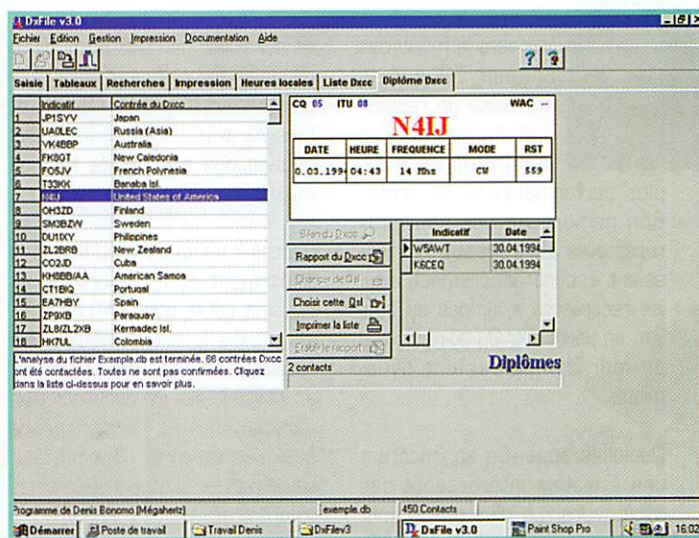 DxFile v3.0
Fichier Edition Gestion Impression Documentation Aide
Saisie Tableaux Recherches Impression Heures locales Liste Dxcc Diplôme Dxcc
Indicatif Contrée du Dxcc
1 JP1SYV Japan
2 UA0LEC Russia (Asia)
3 VK4BBP Australia
4 FK8GT New Caledonia
5 FO5JV French Polynesia
6 T33KK Banaba Isl.
7 N4IJ United States of America
8 OH3ZD Finland
9 SM3BZW Sweden
10 DU1IXY Philippines
11 ZL2BRB New Zealand
12 CO2JD Cuba
13 KH8BB/AA American Samoa
14 CT1BIQ Portugal
15 EA7HBY Spain
16 ZP9XB Paraguay
17 ZL8/ZL2XB Kermadec Isl.
18 HK7UL Colombia
L'analyse du fichier Exemple.db est terminée. 66 contrées Dxcc
ont été contactées. Toutes ne sont pas confirmées. Cliquez
dans la liste ci-dessus pour en savoir plus.
CQ 05 ITU 08 WAC --
N4IJ
DATE HEURE FREQUENCE MODE RST
0.03.199 04:43 14 Mhz CW 559
Bilan du Dxcc
Rapport du Dxcc
Changer de Qsl
Choisir cette Qsl
Imprimer la liste
Etablir le rapport
2 contacts
Indicatif Date
W5AWT 30.04.1994
K6CEQ 30.04.1994
Diplômes
Programme de Denis Bonomo (Mégahertz) exemple.db 450 Contacts
Démarrer Poste de travail Travail Denis DxFilev3 DxFile v3.0 Paint Shop Pro 16:02